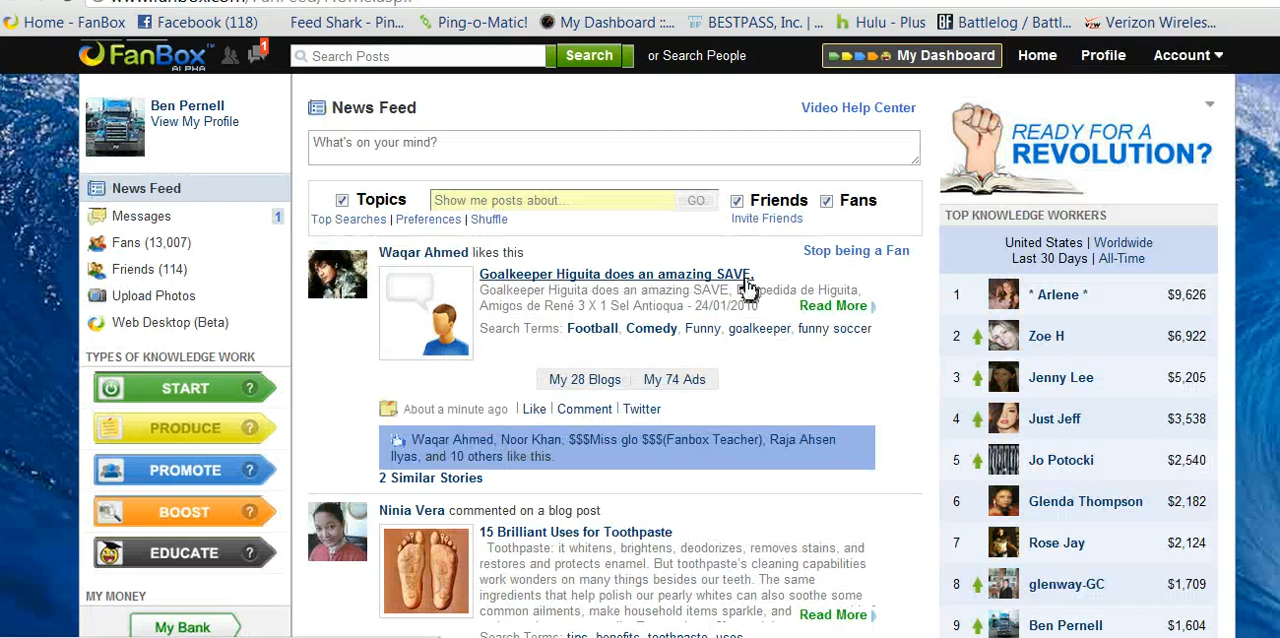 Home - FanBox Facebook (118) Feed Shark - Pin... Ping-o-Matic! My Dashboard ::... BESTPASS, Inc. | ... Hulu - Plus Battlelog / Battl... Verizon Wireless...
FanBox™ ALPHA 1 Search Posts Search or Search People My Dashboard Home Profile Account
Ben Pernell
View My Profile
News Feed
Messages 1
Fans (13,007)
Friends (114)
Upload Photos
Web Desktop (Beta)
TYPES OF KNOWLEDGE WORK
START ?
PRODUCE ?
PROMOTE ?
BOOST ?
EDUCATE ?
MY MONEY
My Bank
News Feed Video Help Center
What's on your mind?
Topics Show me posts about... GO Friends Fans
Top Searches | Preferences | Shuffle Invite Friends
Waqar Ahmed likes this Stop being a Fan
Goalkeeper Higuita does an amazing SAVE,
Goalkeeper Higuita does an amazing SAVE, Higuita,
Amigos de René 3 X 1 Sel Antioqua - 24/01/2010 Read More
Search Terms: Football, Comedy, Funny, goalkeeper, funny soccer
My 28 Blogs My 74 Ads
About a minute ago | Like | Comment | Twitter
Waqar Ahmed, Noor Khan, $$$Miss glo $$$(Fanbox Teacher), Raja Ahsen
Ilyas, and 10 others like this.
2 Similar Stories
Ninia Vera commented on a blog post
15 Brilliant Uses for Toothpaste
Toothpaste: it whitens, brightens, deodorizes, removes stains, and
restores and protects enamel. But toothpaste's cleaning capabilities
work wonders on many things besides our teeth. The same
ingredients that help polish our pearly whites can also soothe some
common ailments, make household items sparkle, and Read More
Search Terms: tips, benefits, toothpaste, uses
READY FOR A
REVOLUTION?
TOP KNOWLEDGE WORKERS
United States | Worldwide
Last 30 Days | All-Time
1 * Arlene * $9,626
2 Zoe H $6,922
3 Jenny Lee $5,205
4 Just Jeff $3,538
5 Jo Potocki $2,540
6 Glenda Thompson $2,182
7 Rose Jay $2,124
8 glenway-GC $1,709
9 Ben Pernell $1,604